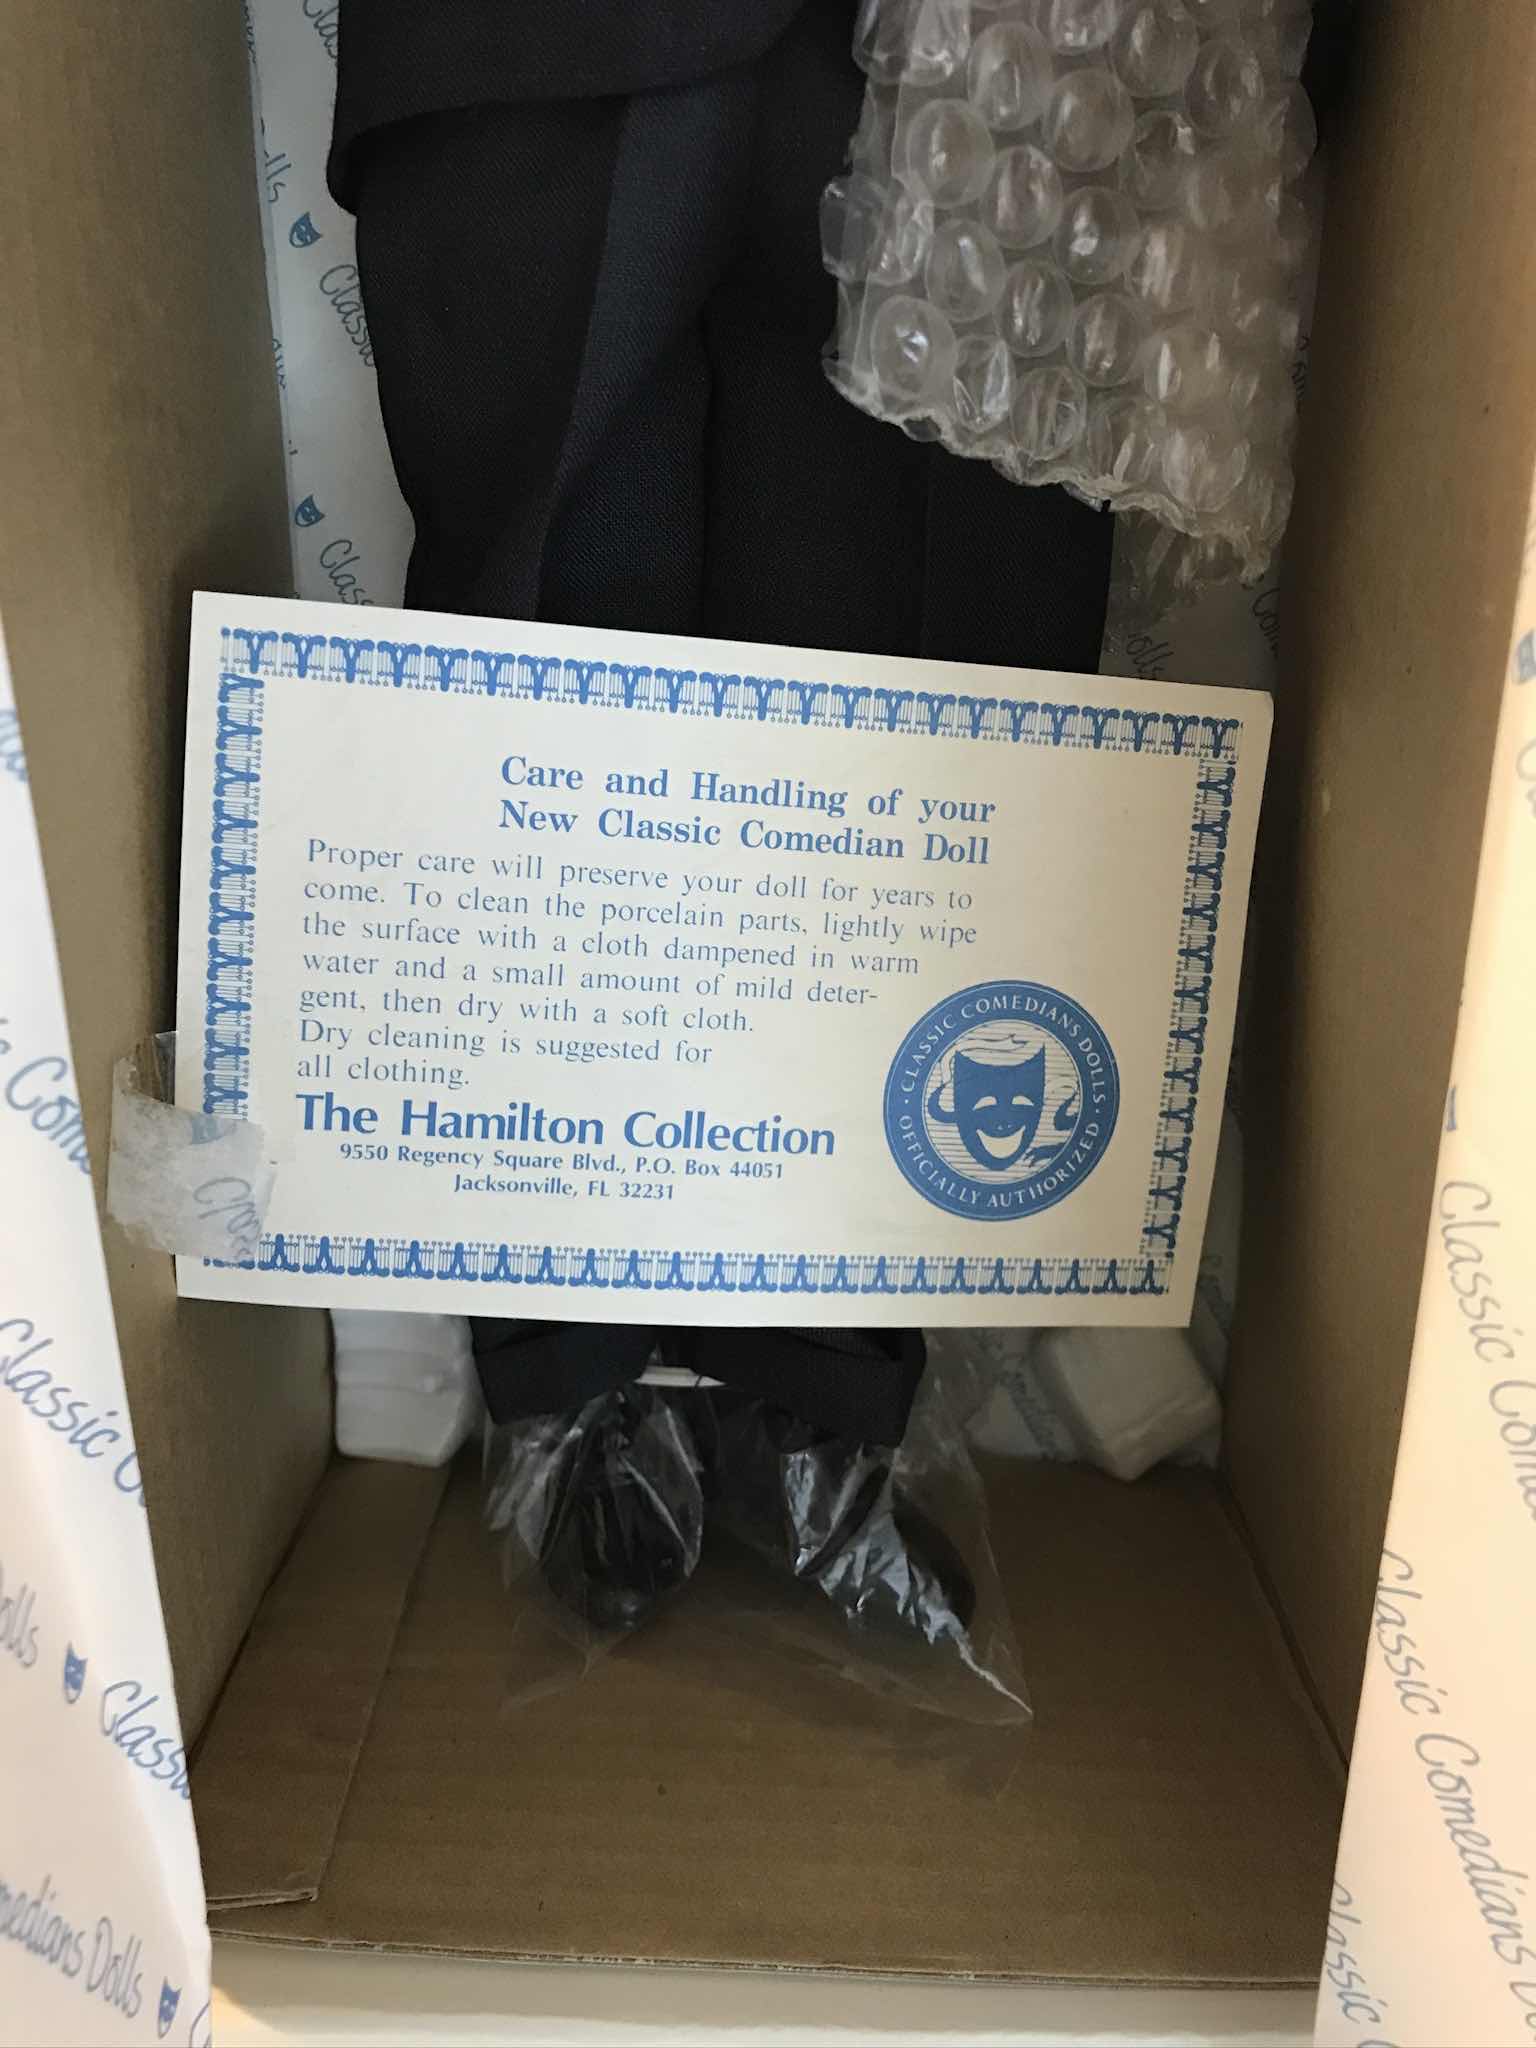 Care and Handling of your
New Classic Comedian Doll
Proper care will preserve your doll for years to
come. To clean the porcelain parts, lightly wipe
the surface with a cloth dampened in warm
water and a small amount of mild deter-
gent, then dry with a soft cloth.
Dry cleaning is suggested for
all clothing.
The Hamilton Collection
9550 Regency Square Blvd., P.O. Box 44051
Jacksonville, FL 32231
· CLASSIC COMEDIANS DOLLS ·
OFFICIALLY AUTHORIZED
Classic
Classic
Classic
Classic Comedians
medians Dolls